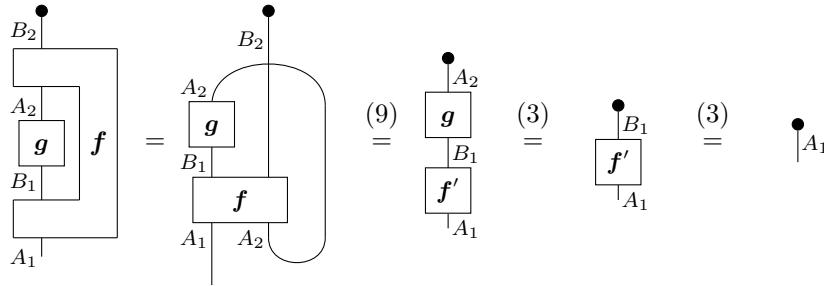 B₂
A₂
g
f
B₁
A₁
=
B₂
A₂
g
B₁
f
A₁
A₂
(9)
=
A₂
g
B₁
f′
A₁
(3)
=
B₁
f′
A₁
(3)
=
A₁